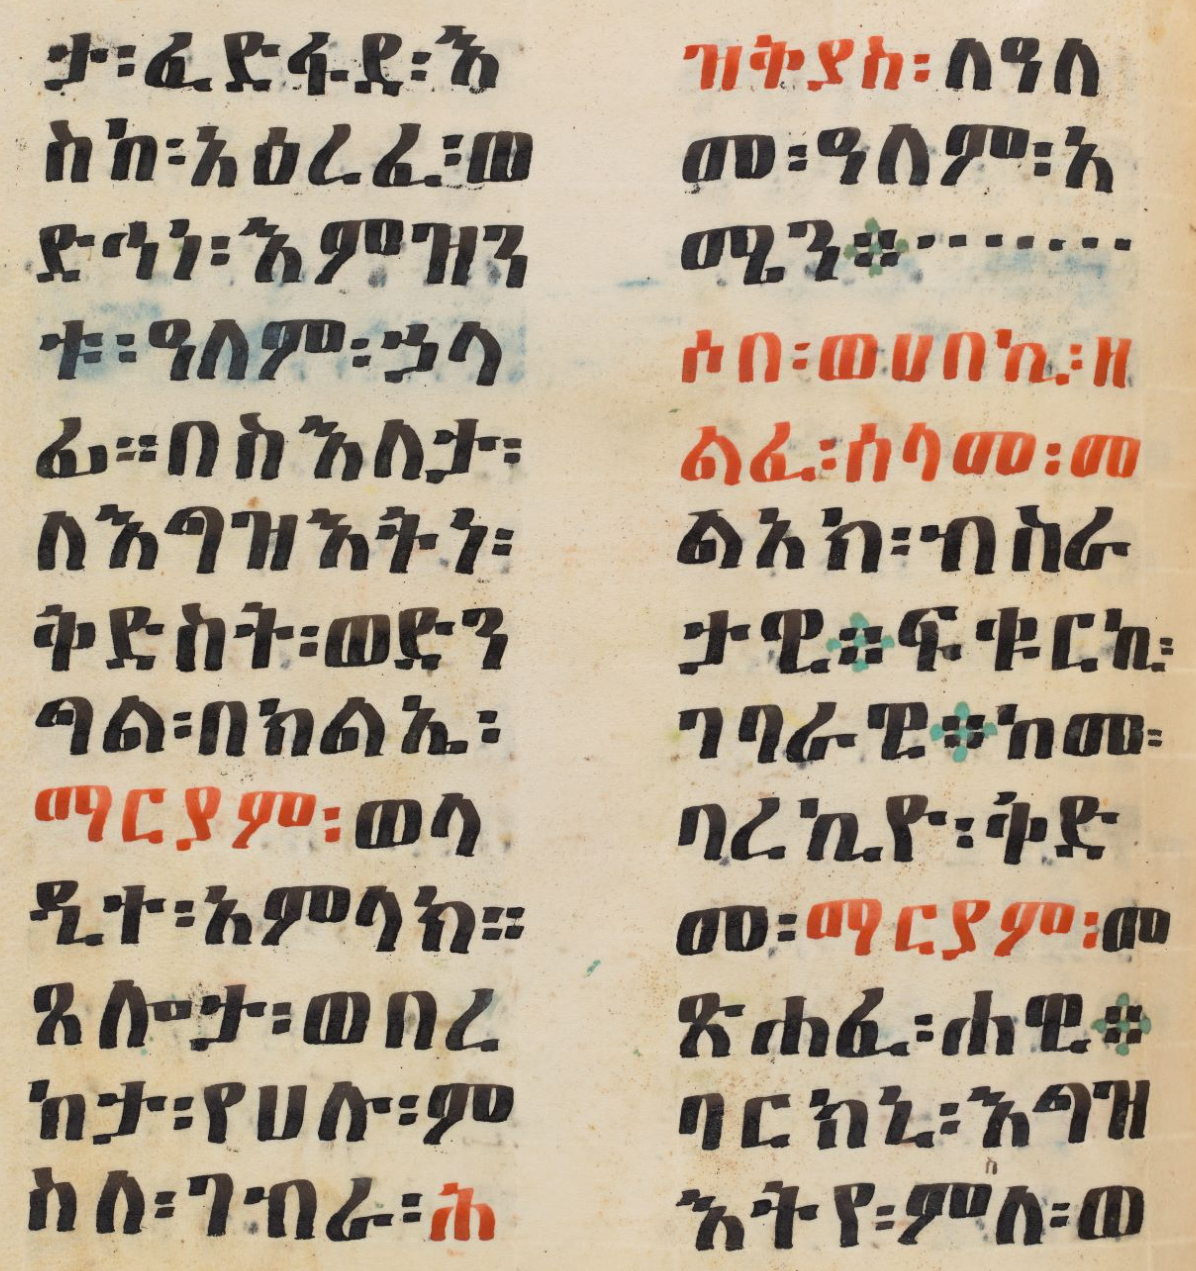 ታ፡ፈድፋደ፡እ
ስከ፡አዕረፈ፡ወ
ድኅነ፡እምዝን
ቱ፡ዓለም፡ኃላ
ፊ።በስእለታ፡
ለእግዝእትነ፡
ቅድስት፡ወድን
ግል፡በክልኤ፡
ማርያም፡ወላ
ዲተ፡አምላክ።
ጸሎታ፡ወበረ
ከታ፡የሀሉ፡ም
ስለ፡ገብራ፡ሕ
ዝቅያስ፡ለዓለ
መ፡ዓለም፡አ
ሜን፨
ሶበ፡ወሀበኪ፡ዘ
ልፈ፡ሰላመ፡መ
ልአክ፡ብስራ
ታዊ፨ፍቁርኪ፡
ገባራዊ፨ከመ፡
ባረኪዮ፡ቅድ
መ፡ማርያም፡መ
ጽሐፈ፡ሐዊ፨
ባርክኒ፡እግዝ
እትየ፡ምለ፡ወ